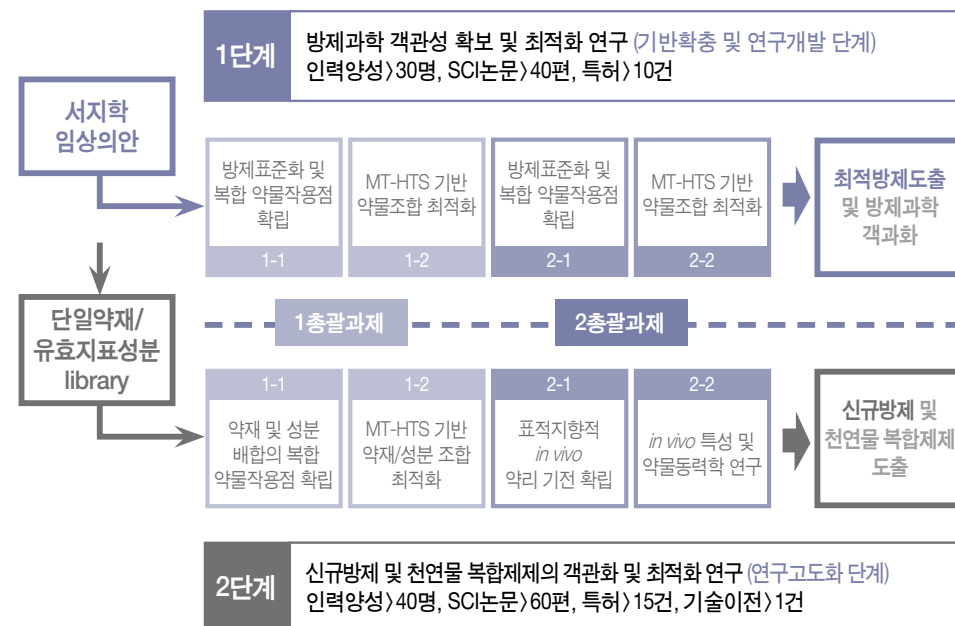 1단계
방제과학 객관성 확보 및 최적화 연구 (기반확충 및 연구개발 단계)
인력양성〉30명, SCI논문〉40편, 특허〉10건
서지학
임상의안
방제표준화 및
복합 약물작용점
확립
1-1
MT-HTS 기반
약물조합 최적화
1-2
방제표준화 및
복합 약물작용점
확립
2-1
MT-HTS 기반
약물조합 최적화
2-2
최적방제도출
및 방제과학
객과화
단일약재/
유효지표성분
library
1총괄과제
2총괄과제
1-1
약재 및 성분
배합의 복합
약물작용점 확립
1-2
MT-HTS 기반
약재/성분 조합
최적화
2-1
표적지향적
in vivo
약리 기전 확립
2-2
in vivo 특성 및
약물동력학 연구
신규방제 및
천연물 복합제제
도출
2단계
신규방제 및 천연물 복합제제의 객관화 및 최적화 연구 (연구고도화 단계)
인력양성〉40명, SCI논문〉60편, 특허〉15건, 기술이전〉1건